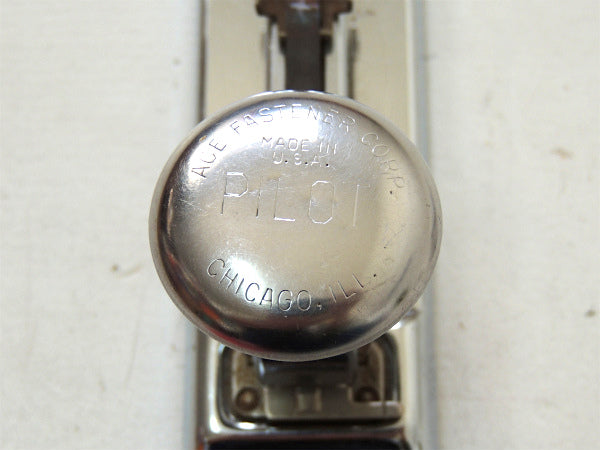 ACE FASTENER CORP.
MADE IN
U.S.A.
PILOT
CHICAGO, ILL.